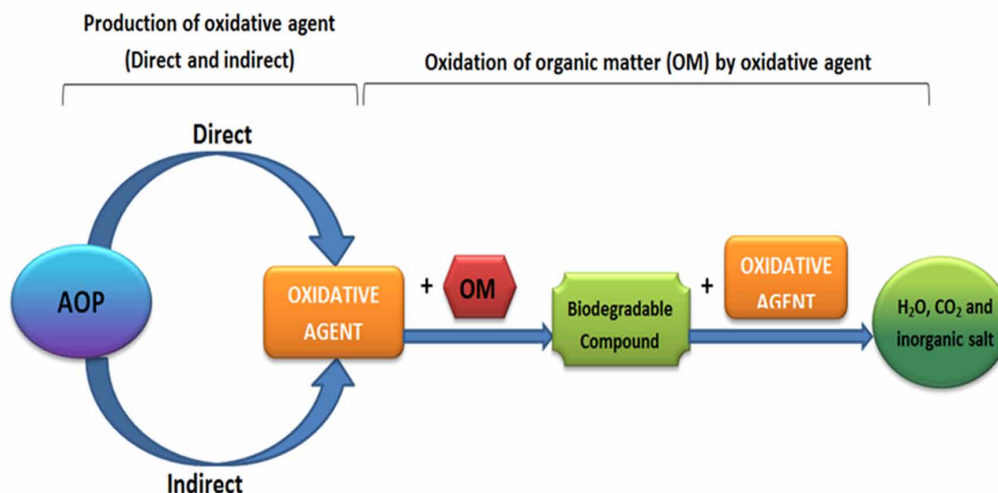 Production of oxidative agent
(Direct and indirect)
Oxidation of organic matter (OM) by oxidative agent
Direct
AOP
OXIDATIVE
AGENT
+
OM
Biodegradable
Compound
+
OXIDATIVE
AGENT
H₂O, CO₂ and
inorganic salt
Indirect